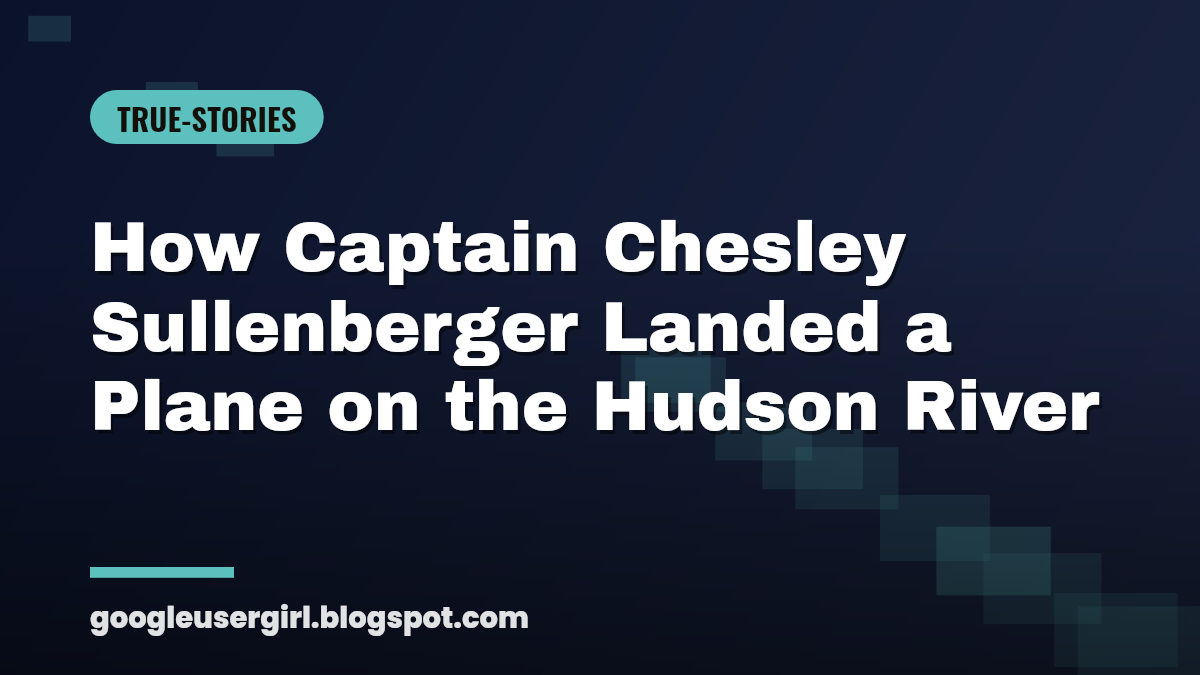 TRUE-STORIES
How Captain Chesley
Sullenberger Landed a
Plane on the Hudson River
googleusergirl.blogspot.com